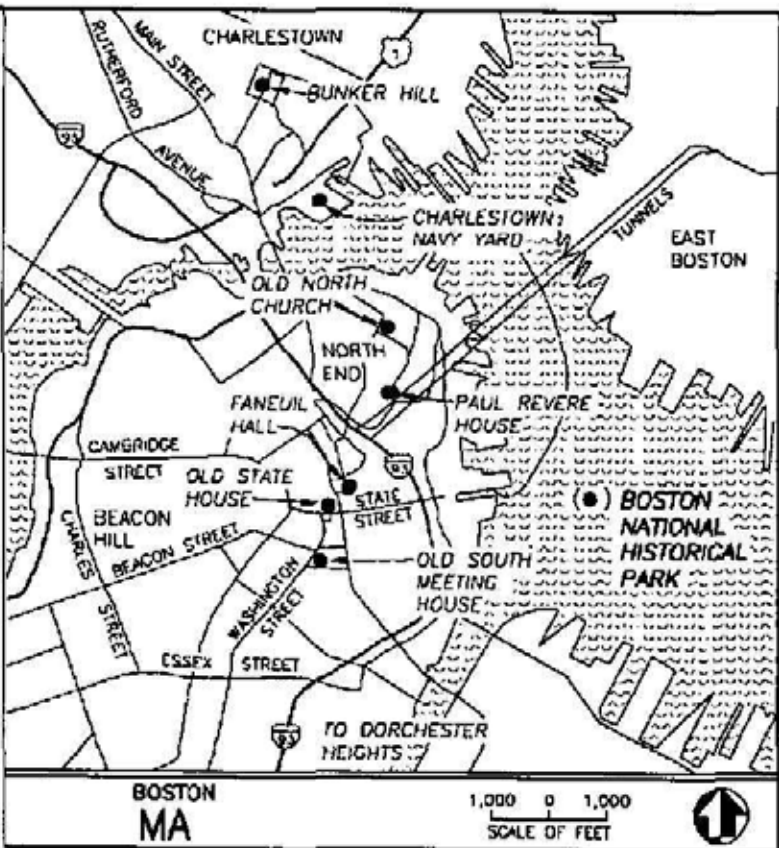 CHARLESTOWN
1
RUTHERFORD
AVENUE
MAIN STREET
BUNKER HILL
93
CHARLESTOWN
NAVY YARD
TUNNELS
EAST
BOSTON
OLD NORTH
CHURCH
NORTH
END
FANEUIL
HALL
PAUL REVERE
HOUSE
CAMBRIDGE
STREET
OLD STATE
HOUSE
93
STATE
STREET
BEACON
HILL
CHARLES
STREET
BEACON STREET
( ) BOSTON
NATIONAL
HISTORICAL
PARK
OLD SOUTH
MEETING
HOUSE
WASHINGTON
STREET
ESSEX STREET
93
TO DORCHESTER
HEIGHTS
BOSTON
MA
1,000 0 1,000
SCALE OF FEET